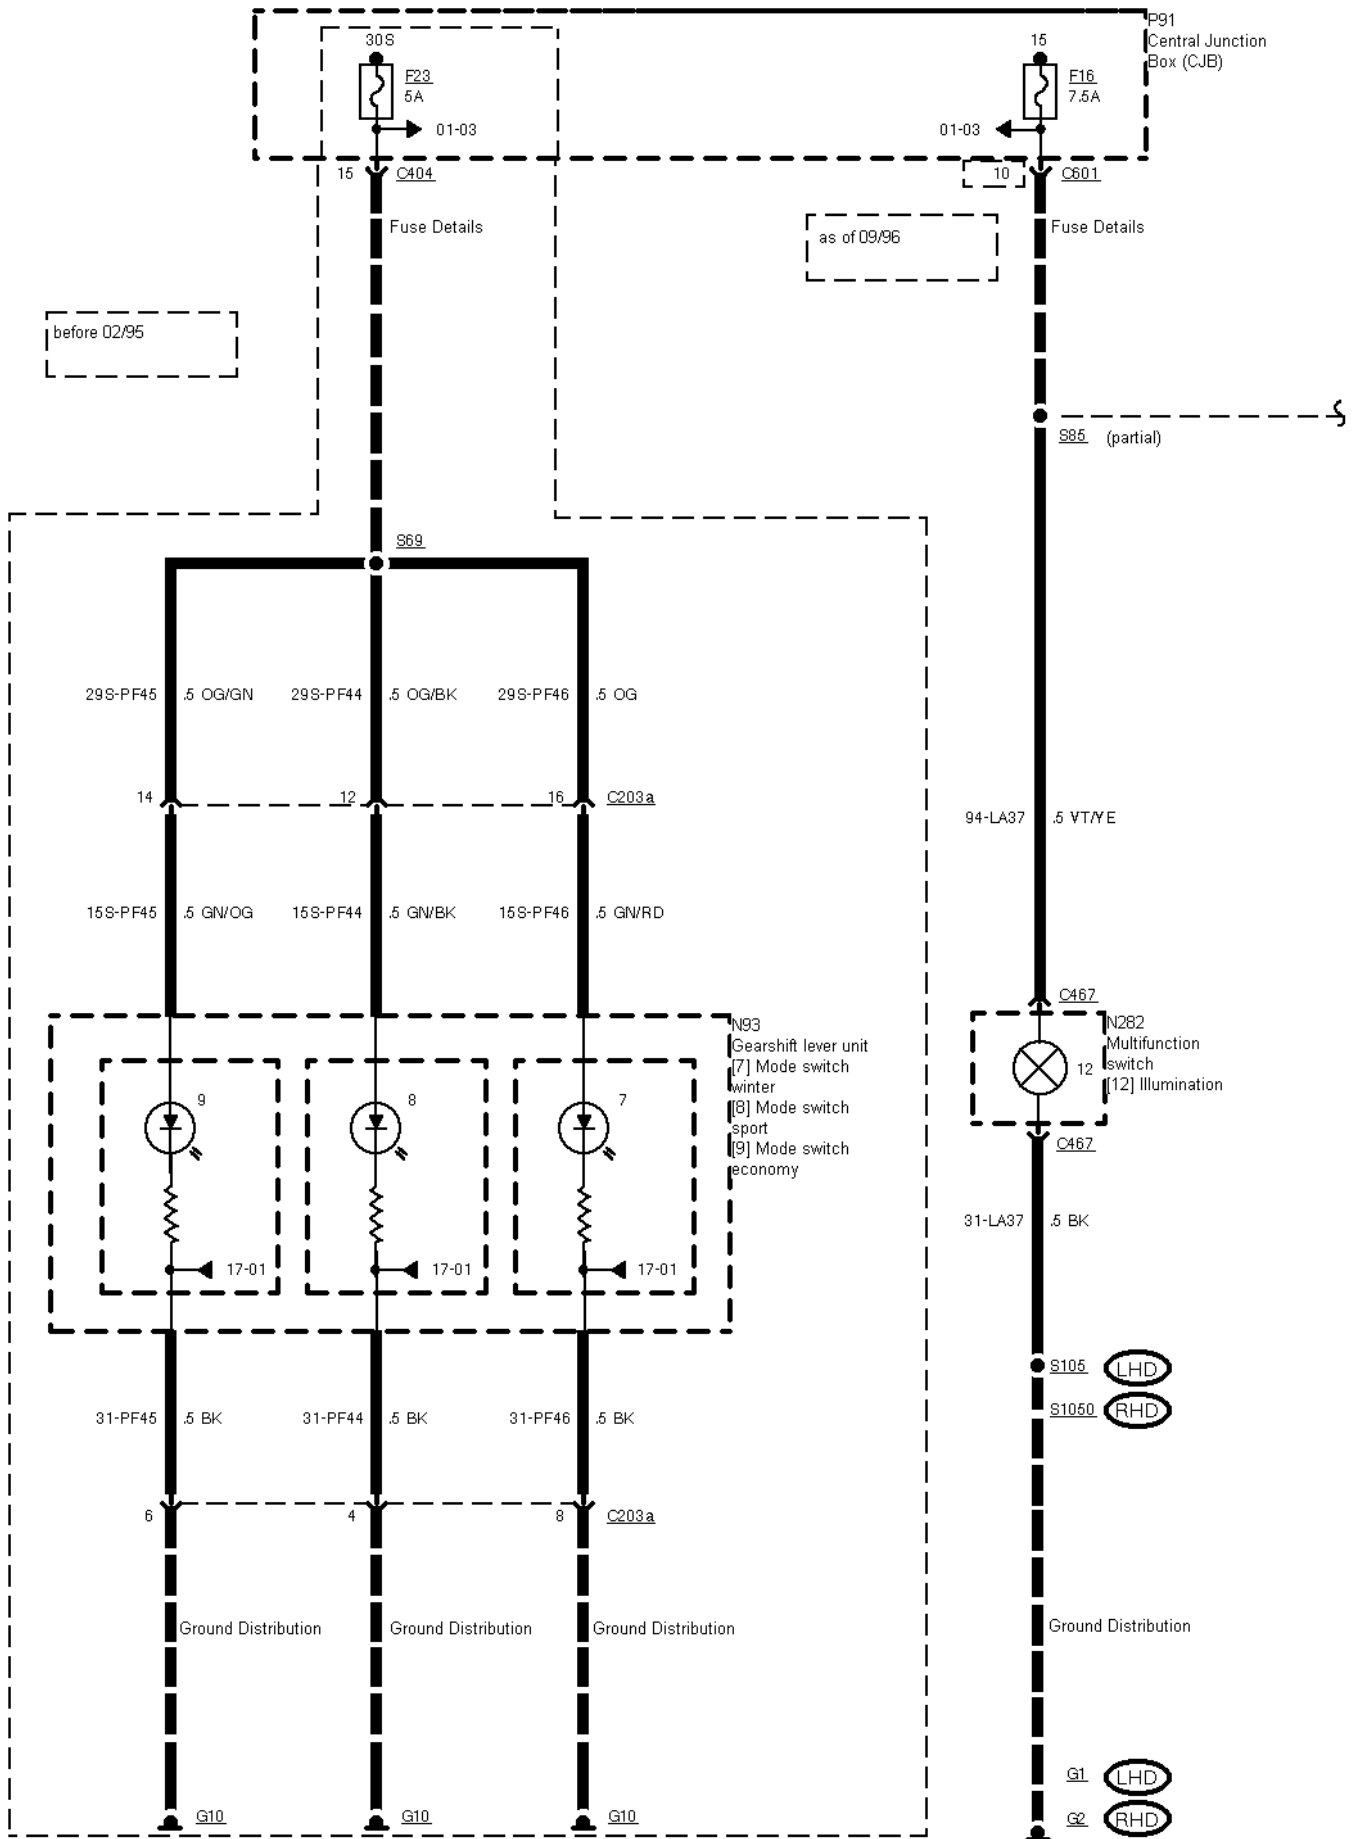 P91
Central Junction
Box (CJB)
30S
F23
5A
01-03
15
F16
7.5A
01-03
15
C404
10
C601
Fuse Details
Fuse Details
as of 09/96
before 02/95
S85 (partial)
S69
29S-PF45 .5 OG/GN
29S-PF44 .5 OG/BK
29S-PF46 .5 OG
14
12
16
C203a
94-LA37 .5 VT/YE
15S-PF45 .5 GN/OG
15S-PF44 .5 GN/BK
15S-PF46 .5 GN/RD
C467
N93
Gearshift lever unit
[7] Mode switch
winter
[8] Mode switch
sport
[9] Mode switch
economy
N282
Multifunction
switch
[12] Illumination
12
9
8
7
C467
31-LA37 .5 BK
17-01
17-01
17-01
S105 LHD
S1050 RHD
31-PF45 .5 BK
31-PF44 .5 BK
31-PF46 .5 BK
6
4
8
C203a
Ground Distribution
Ground Distribution
Ground Distribution
Ground Distribution
G1 LHD
G2 RHD
G10
G10
G10